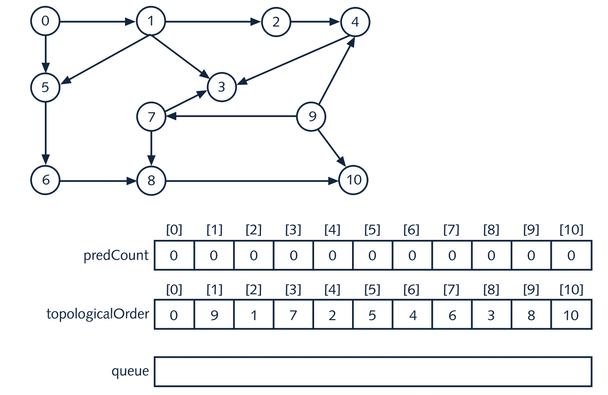 0 1 2 4
5 3
7 9
6 8 10
[0] [1] [2] [3] [4] [5] [6] [7] [8] [9] [10]
predCount 0 0 0 0 0 0 0 0 0 0 0
[0] [1] [2] [3] [4] [5] [6] [7] [8] [9] [10]
topologicalOrder 0 9 1 7 2 5 4 6 3 8 10
queue